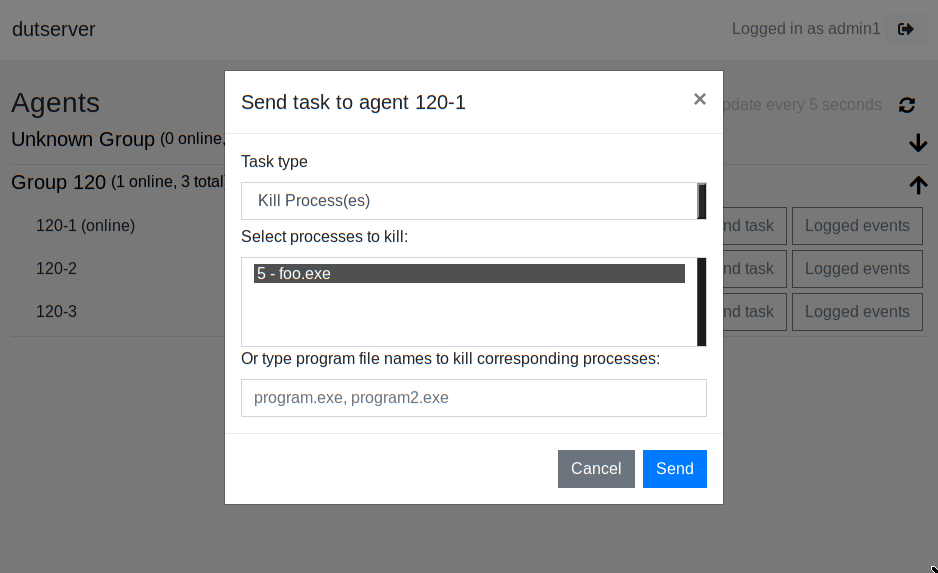 dutserver
Logged in as admin1
Send task to agent 120-1
×
Agents
pdate every 5 seconds
Unknown Group (0 online,
Task type
Group 120 (1 online, 3 total
Kill Process(es)
120-1 (online)
nd task
Logged events
Select processes to kill:
120-2
5 - foo.exe
nd task
Logged events
120-3
nd task
Logged events
Or type program file names to kill corresponding processes:
program.exe, program2.exe
Cancel
Send